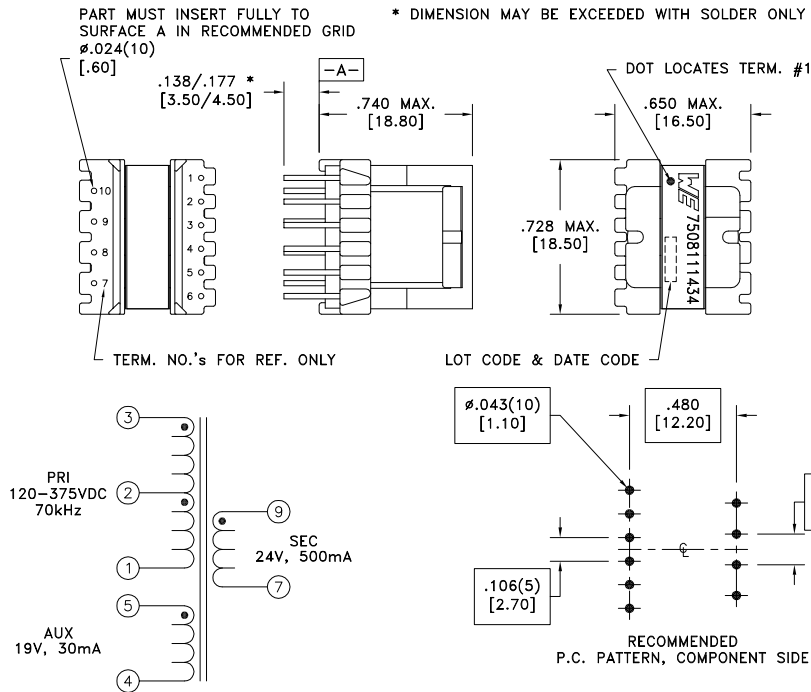 PART MUST INSERT FULLY TO
SURFACE A IN RECOMMENDED GRID
ø.024(10)
[.60]
* DIMENSION MAY BE EXCEEDED WITH SOLDER ONLY
.138/.177 *
[3.50/4.50]
-A-
.740 MAX.
[18.80]
DOT LOCATES TERM. #1
.650 MAX.
[16.50]
10
9
8
7
1
2
3
4
5
6
.728 MAX.
[18.50]
WE 7508111434
TERM. NO.'s FOR REF. ONLY
LOT CODE & DATE CODE
3
PRI
120-375VDC
70kHz
2
1
5
AUX
19V, 30mA
4
9
SEC
24V, 500mA
7
ø.043(10)
[1.10]
.480
[12.20]
.106(5)
[2.70]
℄
RECOMMENDED
P.C. PATTERN, COMPONENT SIDE